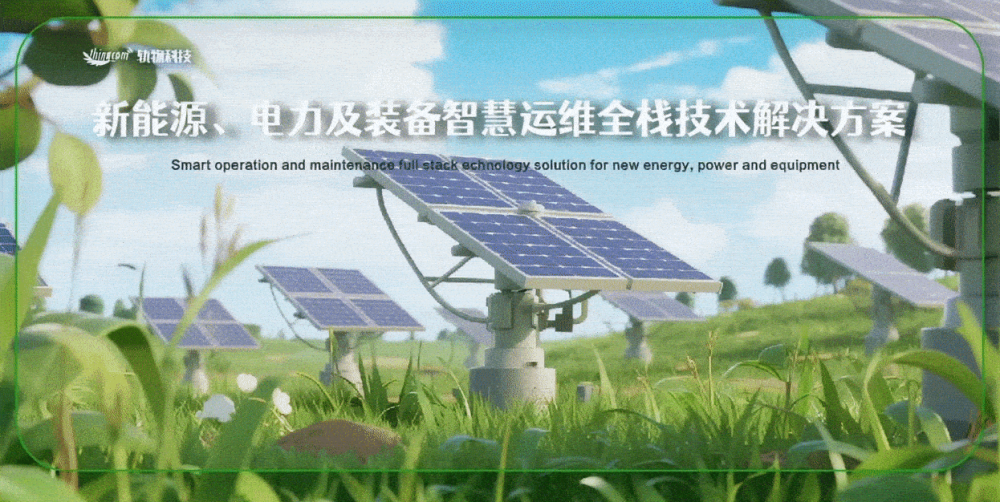 Thingcom 轨物科技
新能源、电力及装备智慧运维全栈技术解决方案
Smart operation and maintenance full stack echnology solution for new energy, power and equipment